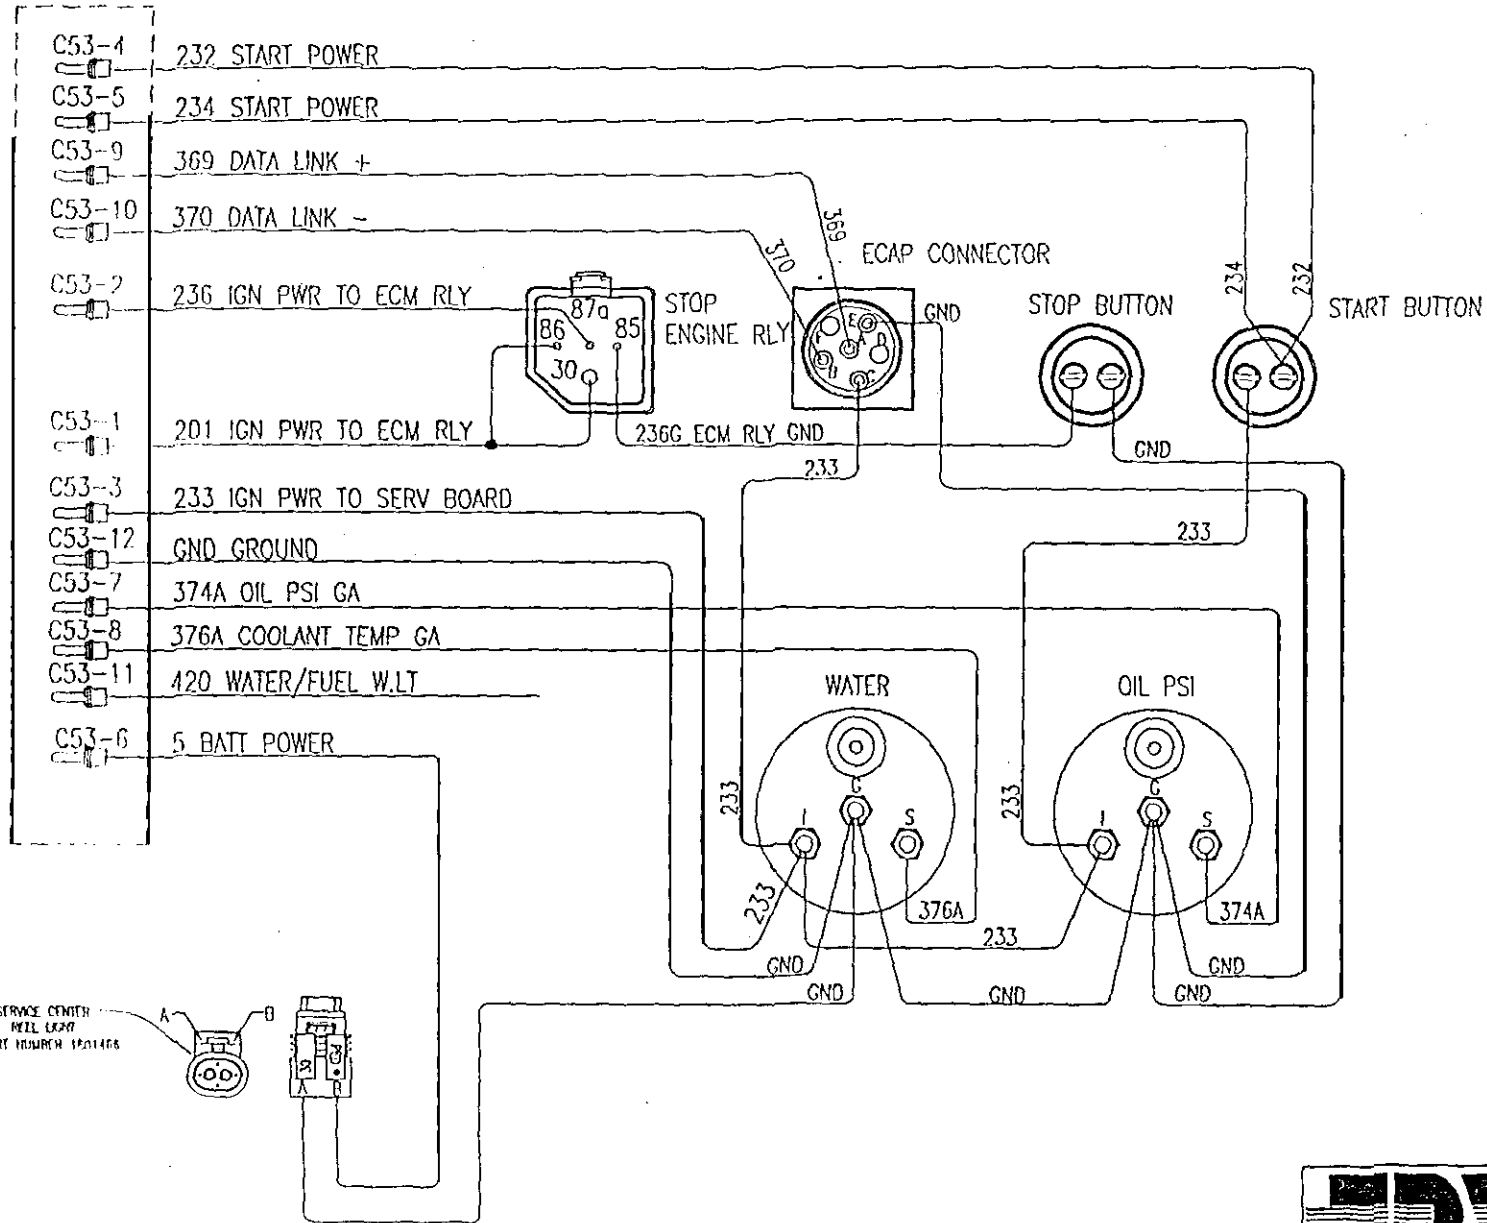 C53-4
232 START POWER
C53-5
234 START POWER
C53-9
369 DATA LINK +
C53-10
370 DATA LINK -
369
370
ECAP CONNECTOR
C53-2
236 IGN PWR TO ECM RLY
87a
86
85
30
STOP
ENGINE RLY
E
F
A
D
C
GND
STOP BUTTON
234
232
START BUTTON
C53-1
201 IGN PWR TO ECM RLY
236G ECM RLY GND
GND
233
C53-3
233 IGN PWR TO SERV BOARD
C53-12
GND GROUND
233
C53-7
374A OIL PSI GA
C53-8
376A COOLANT TEMP GA
C53-11
420 WATER/FUEL W.LT
WATER
OIL PSI
C53-6
5 BATT POWER
233
I
G
S
233
I
G
S
233
376A
233
374A
GND
GND
GND
GND
GND
SERVICE CENTER
A
B
A
B